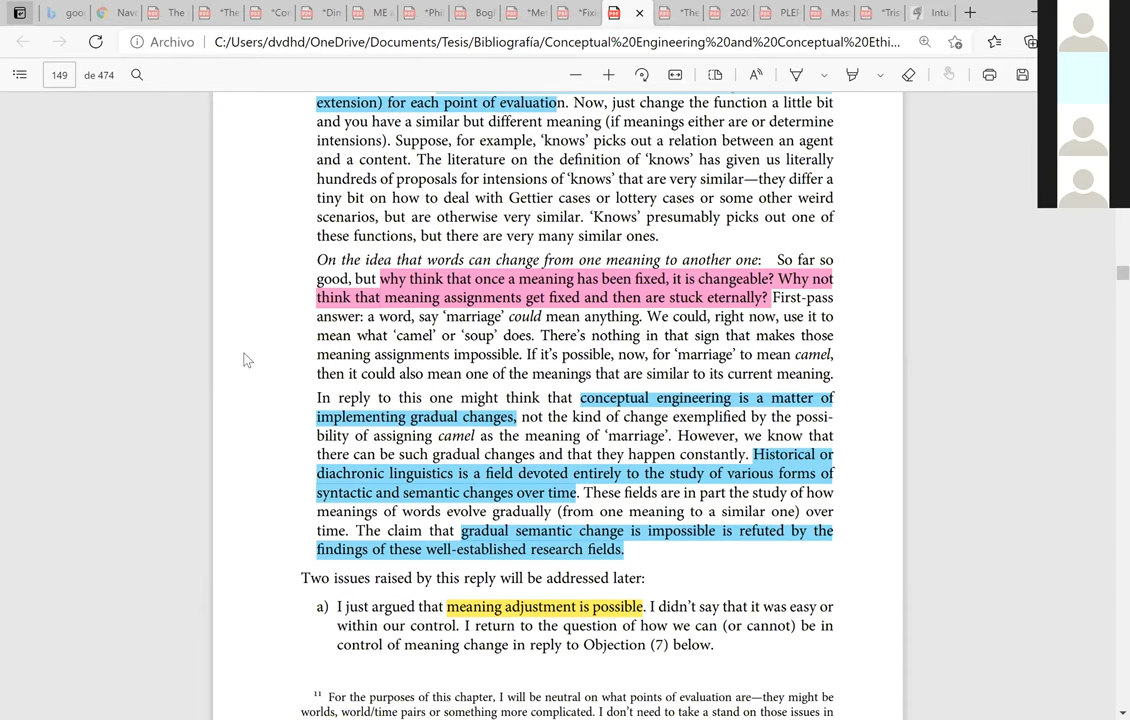 goo
Nav
The
*The
*Cor
*Din
ME a
*Phi
Bog
*Me
*Fixi
*The
202
PLEF
Mas
*Tris
Intu
Archivo
C:/Users/dvdhd/OneDrive/Documents/Tesis/Bibliografía/Conceptual%20Engineering%20and%20Conceptual%20Ethi...
149 de 474
extension) for each point of evaluation. Now, just change the function a little bit
and you have a similar but different meaning (if meanings either are or determine
intensions). Suppose, for example, ‘knows’ picks out a relation between an agent
and a content. The literature on the definition of ‘knows’ has given us literally
hundreds of proposals for intensions of ‘knows’ that are very similar—they differ a
tiny bit on how to deal with Gettier cases or lottery cases or some other weird
scenarios, but are otherwise very similar. ‘Knows’ presumably picks out one of
these functions, but there are very many similar ones.
On the idea that words can change from one meaning to another one: So far so
good, but why think that once a meaning has been fixed, it is changeable? Why not
think that meaning assignments get fixed and then are stuck eternally? First-pass
answer: a word, say ‘marriage’ could mean anything. We could, right now, use it to
mean what ‘camel’ or ‘soup’ does. There’s nothing in that sign that makes those
meaning assignments impossible. If it’s possible, now, for ‘marriage’ to mean camel,
then it could also mean one of the meanings that are similar to its current meaning.
In reply to this one might think that conceptual engineering is a matter of
implementing gradual changes, not the kind of change exemplified by the possi-
bility of assigning camel as the meaning of ‘marriage’. However, we know that
there can be such gradual changes and that they happen constantly. Historical or
diachronic linguistics is a field devoted entirely to the study of various forms of
syntactic and semantic changes over time. These fields are in part the study of how
meanings of words evolve gradually (from one meaning to a similar one) over
time. The claim that gradual semantic change is impossible is refuted by the
findings of these well-established research fields.
Two issues raised by this reply will be addressed later:
a) I just argued that meaning adjustment is possible. I didn’t say that it was easy or
within our control. I return to the question of how we can (or cannot) be in
control of meaning change in reply to Objection (7) below.
11 For the purposes of this chapter, I will be neutral on what points of evaluation are—they might be
worlds, world/time pairs or something more complicated. I don’t need to take a stand on those issues in